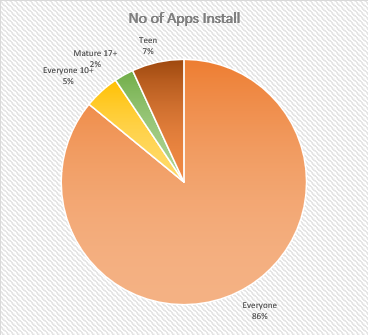 No of Apps Install
Teen
7%
Mature 17+
2%
Everyone 10+
5%
Everyone
86%